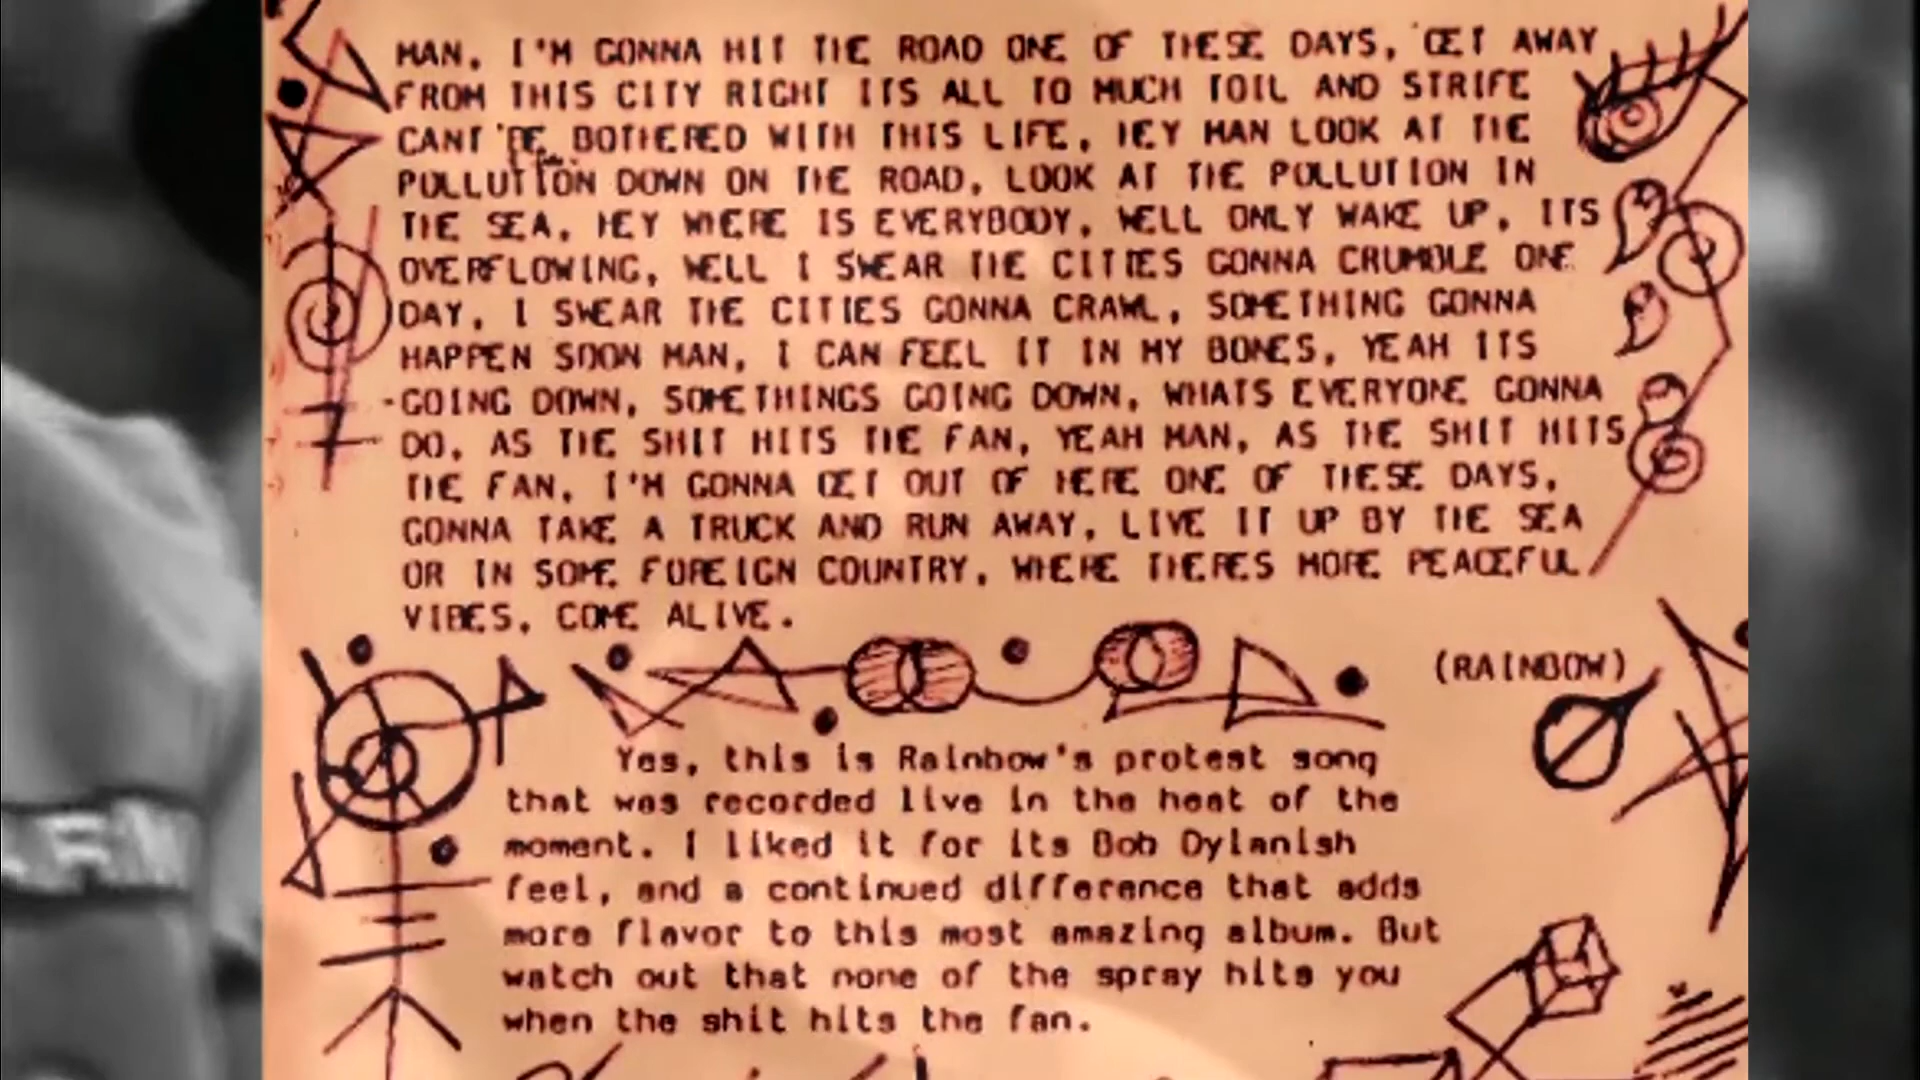 MAN, I'M GONNA HIT THE ROAD ONE OF THESE DAYS, GET AWAY
FROM THIS CITY RIGHT ITS ALL TO MUCH TOIL AND STRIFE
CANT BE BOTHERED WITH THIS LIFE, HEY MAN LOOK AT THE
POLLUTION DOWN ON THE ROAD, LOOK AT THE POLLUTION IN
THE SEA, HEY WHERE IS EVERYBODY, WELL ONLY WAKE UP, ITS
OVERFLOWING, WELL I SWEAR THE CITIES GONNA CRUMBLE ONE
DAY, I SWEAR THE CITIES GONNA CRAWL, SOMETHING GONNA
HAPPEN SOON MAN, I CAN FEEL IT IN MY BONES, YEAH ITS
-GOING DOWN, SOMETHINGS GOING DOWN, WHATS EVERYONE GONNA
DO, AS THE SHIT HITS THE FAN, YEAH MAN, AS THE SHIT HITS
THE FAN, I'M GONNA GET OUT OF HERE ONE OF THESE DAYS,
GONNA TAKE A TRUCK AND RUN AWAY, LIVE IT UP BY THE SEA
OR IN SOME FOREIGN COUNTRY, WHERE THERES MORE PEACEFUL
VIBES, COME ALIVE.
(RAINBOW)
Yes, this is Rainbow's protest song
that was recorded live in the heat of the
moment. I liked it for its Bob Dylanish
feel, and a continued difference that adds
more flavor to this most amazing album. But
watch out that none of the spray hits you
when the shit hits the fan.